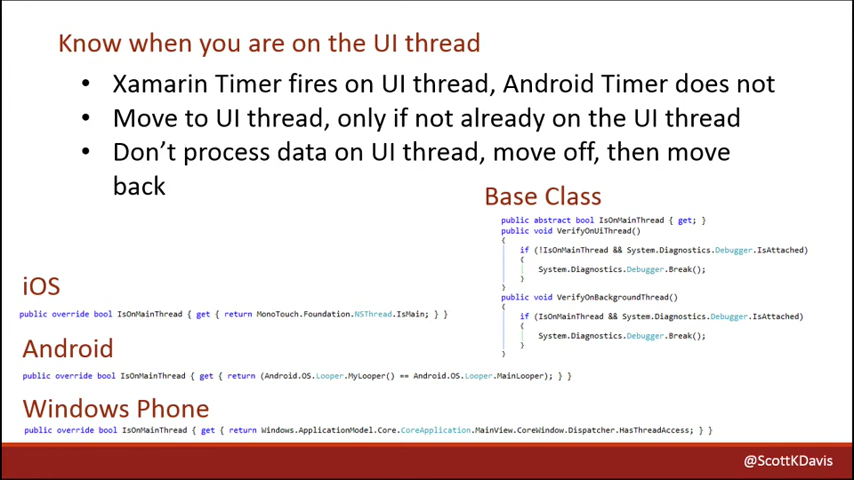 Know when you are on the UI thread
• Xamarin Timer fires on UI thread, Android Timer does not
• Move to UI thread, only if not already on the UI thread
• Don't process data on UI thread, move off, then move
back
Base Class
public abstract bool IsOnMainThread { get; }
public void VerifyOnUiThread()
{
if (!IsOnMainThread && System.Diagnostics.Debugger.IsAttached)
{
System.Diagnostics.Debugger.Break();
}
}
public void VerifyOnBackgroundThread()
{
if (IsOnMainThread && System.Diagnostics.Debugger.IsAttached)
{
System.Diagnostics.Debugger.Break();
}
}
iOS
public override bool IsOnMainThread { get { return MonoTouch.Foundation.NSThread.IsMain; } }
Android
public override bool IsOnMainThread { get { return (Android.OS.Looper.MyLooper() == Android.OS.Looper.MainLooper); } }
Windows Phone
public override bool IsOnMainThread { get { return Windows.ApplicationModel.Core.CoreApplication.MainView.CoreWindow.Dispatcher.HasThreadAccess; } }
@ScottKDavis